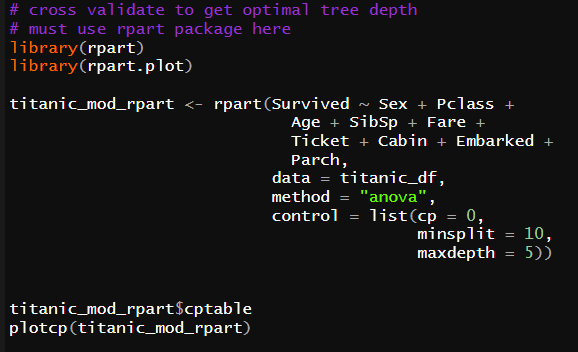 # cross validate to get optimal tree depth
# must use rpart package here
library(rpart)
library(rpart.plot)
titanic_mod_rpart <- rpart(Survived ~ Sex + Pclass +
Age + SibSp + Fare +
Ticket + Cabin + Embarked +
Parch,
data = titanic_df,
method = "anova",
control = list(cp = 0,
minsplit = 10,
maxdepth = 5))
titanic_mod_rpart$cptable
plotcp(titanic_mod_rpart)